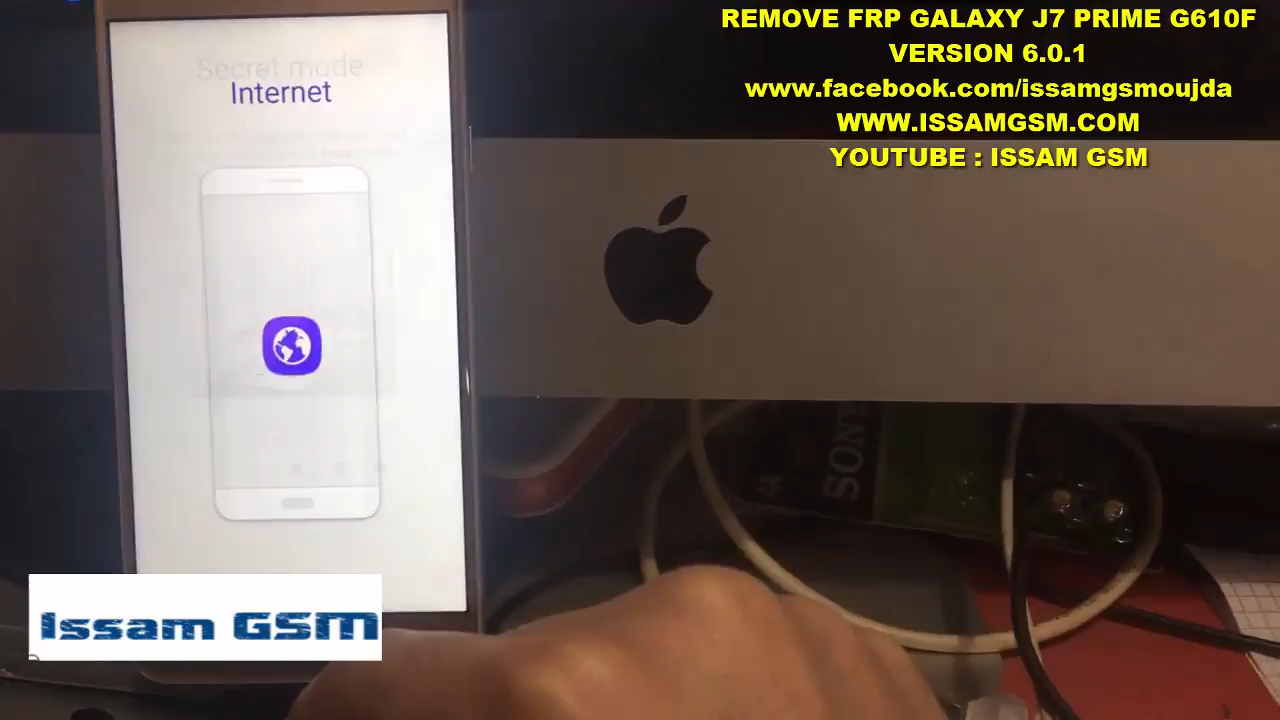 REMOVE FRP GALAXY J7 PRIME G610F
VERSION 6.0.1
www.facebook.com/issamgsmoujda
WWW.ISSAMGSM.COM
YOUTUBE : ISSAM GSM
Secret mode
Internet
SONY
AA
Issam GSM